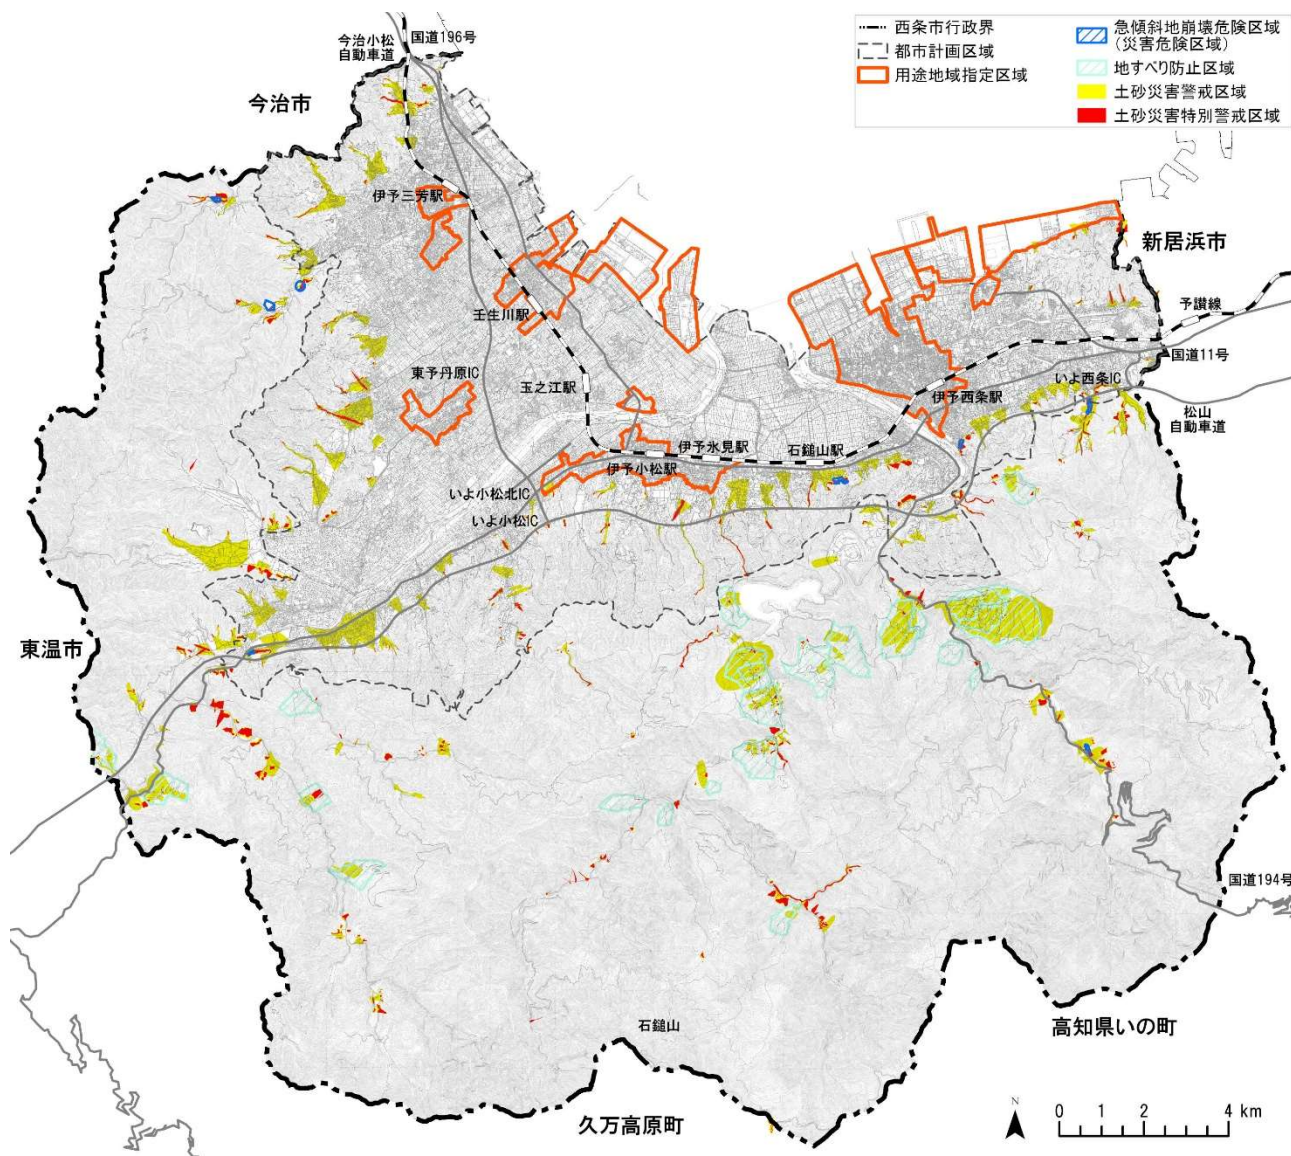 西条市行政界
都市計画区域
用途地域指定区域
急傾斜地崩壊危険区域
(災害危険区域)
地すべり防止区域
土砂災害警戒区域
土砂災害特別警戒区域
国道196号
今治小松
自動車道
今治市
伊予三芳駅
新居浜市
予讃線
壬生川駅
国道11号
東予丹原IC
玉之江駅
いよ西条IC
伊予西条駅
松山
自動車道
伊予氷見駅
石鎚山駅
伊予小松駅
いよ小松北IC
いよ小松IC
東温市
国道194号
石鎚山
高知県いの町
久万高原町
N
0 1 2 4 km